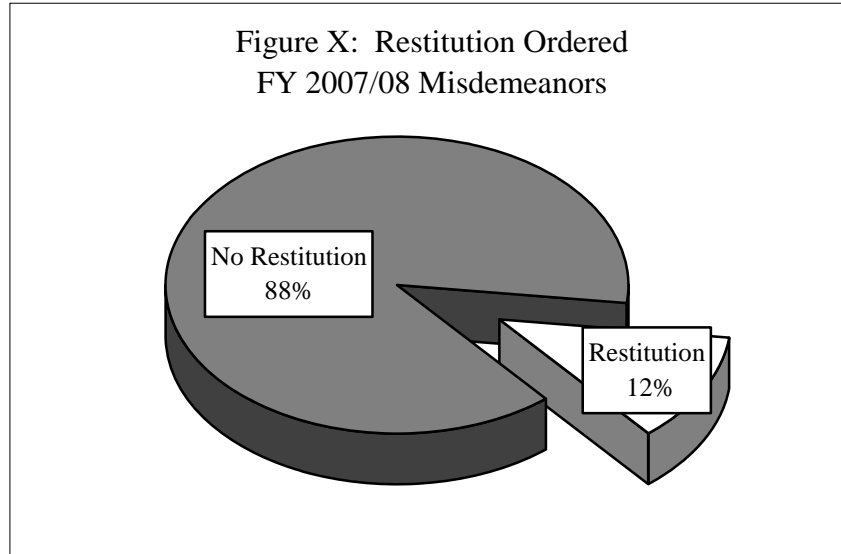 Figure X: Restitution Ordered
FY 2007/08 Misdemeanors
No Restitution
88%
Restitution
12%